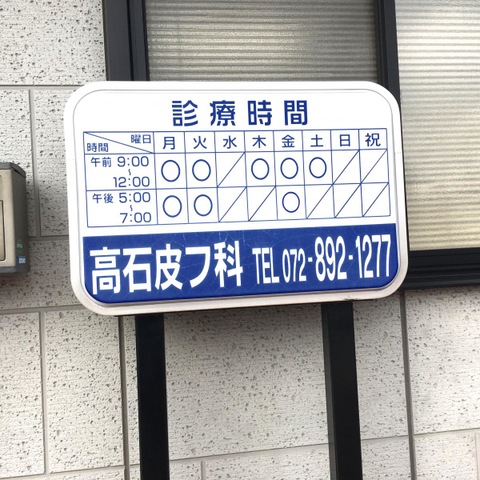 診療時間
曜日 時間 月 火 水 木 金 土 日 祝
午前 9:00〜12:00 ○ ○ / ○ ○ ○ / /
午後 5:00〜7:00 ○ ○ / / ○ / / /
高石皮フ科 TEL 072-892-1277